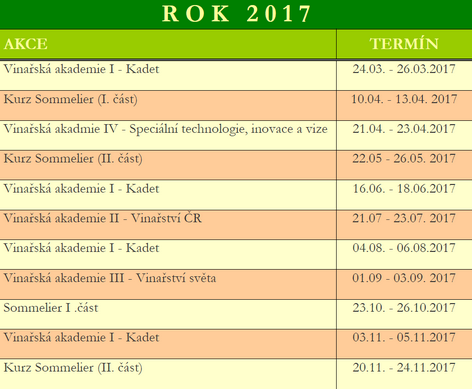 ROK 2017
AKCE TERMÍN
Vinařská akademie I - Kadet 24.03. - 26.03.2017
Kurz Sommelier (I. část) 10.04. - 13.04. 2017
Vinařská akadmie IV - Speciální technologie, inovace a vize 21.04. - 23.04.2017
Kurz Sommelier (II. část) 22.05 - 26.05. 2017
Vinařská akademie I - Kadet 16.06. - 18.06.2017
Vinařská akademie II - Vinařství ČR 21.07 - 23.07. 2017
Vinařská akademie I - Kadet 04.08. - 06.08.2017
Vinařská akademie III - Vinařství světa 01.09 - 03.09. 2017
Sommelier I .část 23.10. - 26.10.2017
Vinařská akademie I - Kadet 03.11. - 05.11.2017
Kurz Sommelier (II. část) 20.11. - 24.11.2017